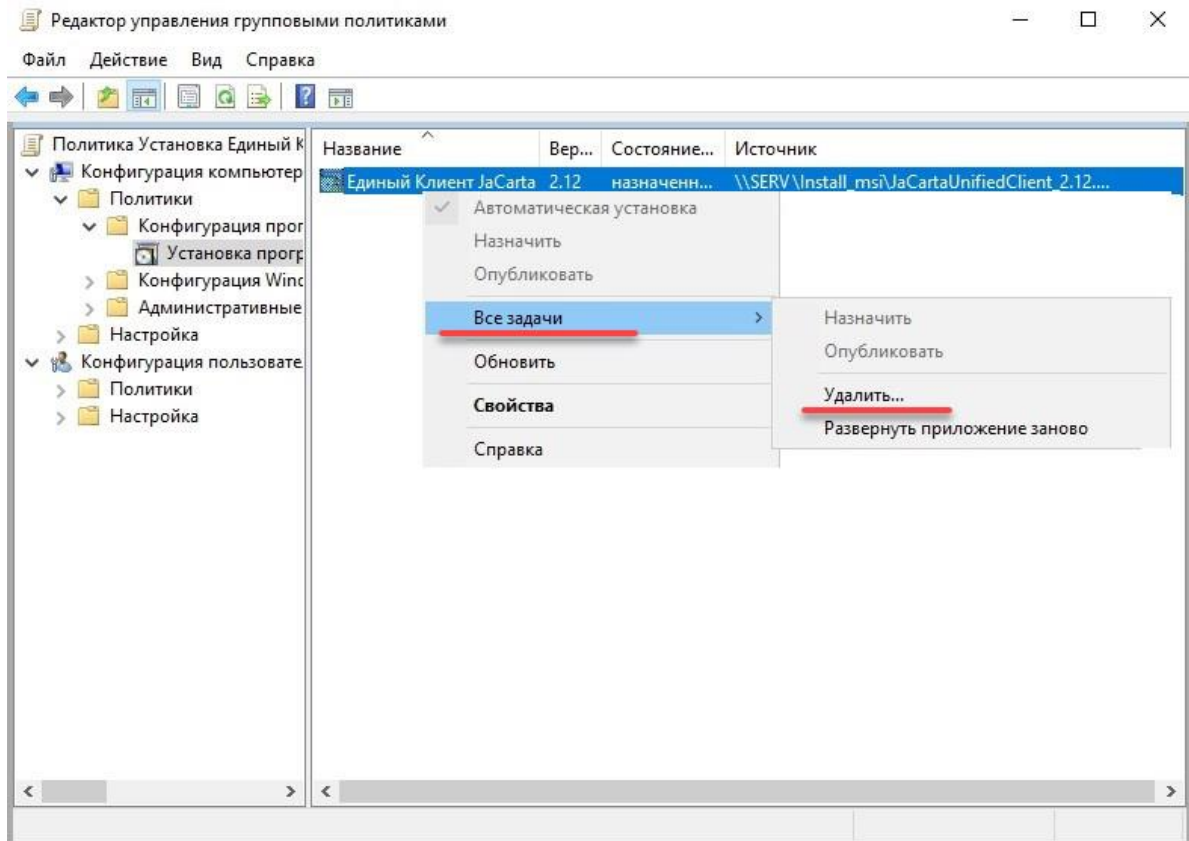 Редактор управления групповыми политиками
Файл Действие Вид Справка
Политика Установка Единый К
Конфигурация компьютер
Политики
Конфигурация прог
Установка прогр
Конфигурация Winc
Административные
Настройка
Конфигурация пользовате
Политики
Настройка
Название Вер... Состояние... Источник
Единый Клиент JaCarta 2.12 назначенн... \\SERV\Install_msi\JaCartaUnifiedClient_2.12....
Автоматическая установка
Назначить
Опубликовать
Все задачи
Обновить
Свойства
Справка
Назначить
Опубликовать
Удалить...
Развернуть приложение заново